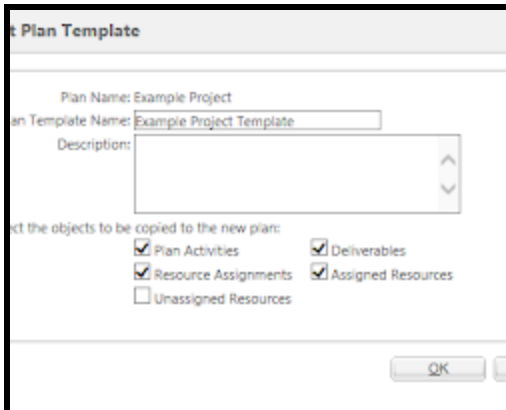 t Plan Template
Plan Name: Example Project
an Template Name: Example Project Template
Description:
ect the objects to be copied to the new plan:
Plan Activities Deliverables
Resource Assignments Assigned Resources
Unassigned Resources
OK